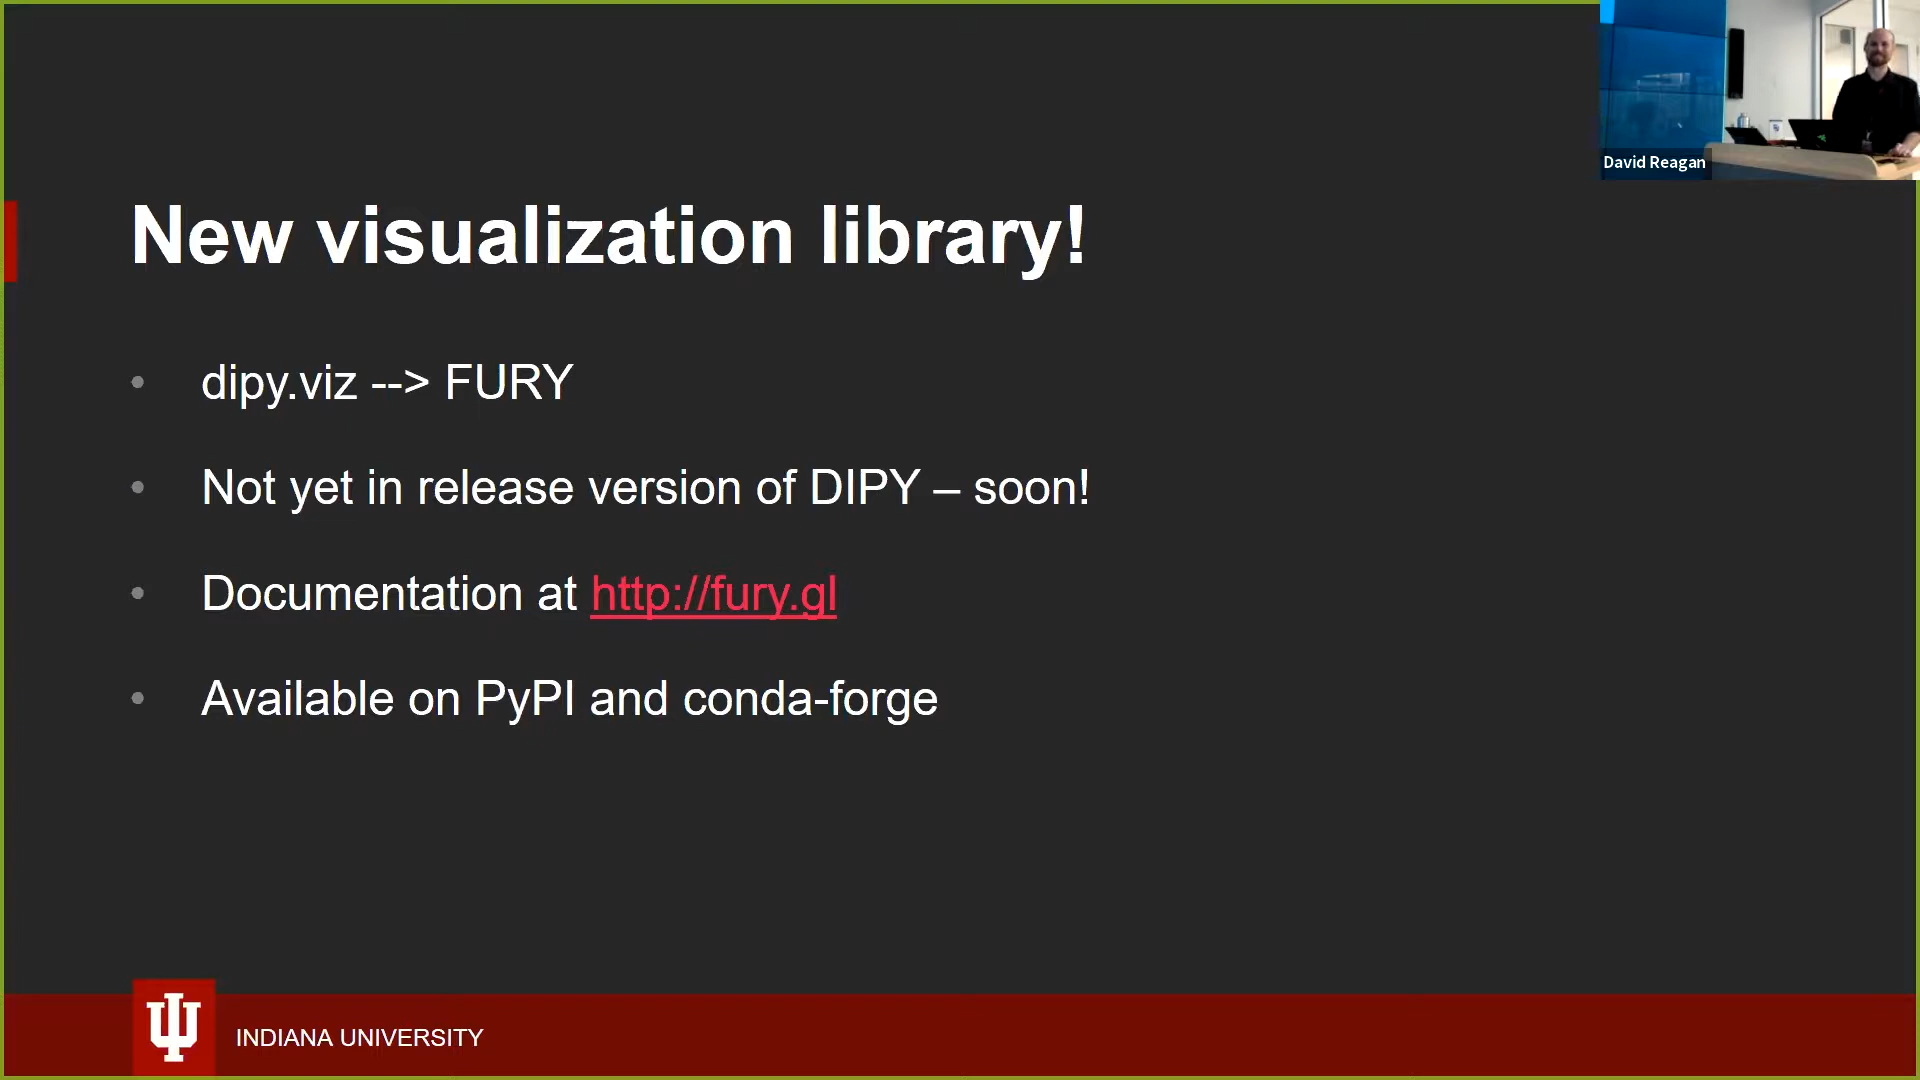 David Reagan
New visualization library!
• dipy.viz --> FURY
• Not yet in release version of DIPY – soon!
• Documentation at http://fury.gl
• Available on PyPI and conda-forge
INDIANA UNIVERSITY